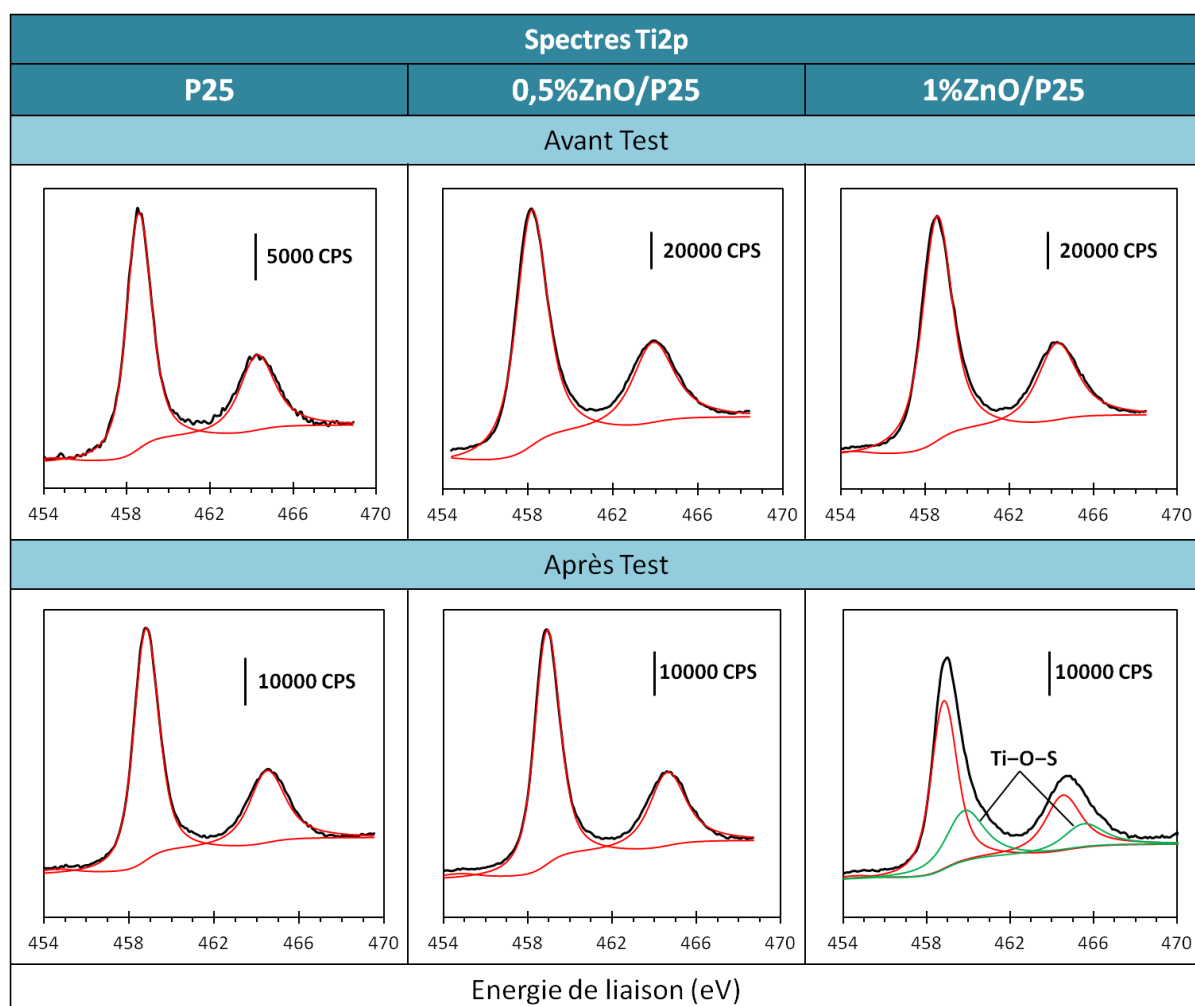 Spectres Ti2p
P25
0,5%ZnO/P25
1%ZnO/P25
Avant Test
5000 CPS
20000 CPS
20000 CPS
454 458 462 466 470
454 458 462 466 470
454 458 462 466 470
Après Test
10000 CPS
10000 CPS
10000 CPS
Ti–O–S
454 458 462 466 470
454 458 462 466 470
454 458 462 466 470
Energie de liaison (eV)